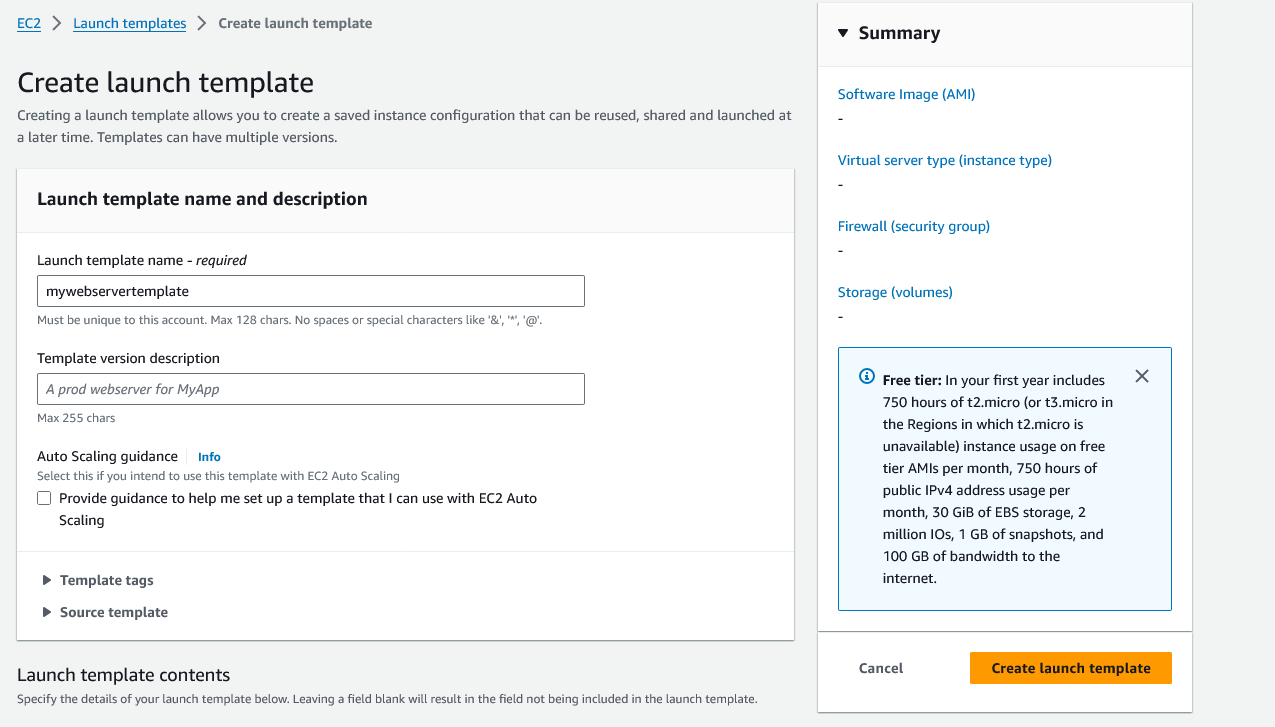 EC2 > Launch templates > Create launch template
Create launch template
Creating a launch template allows you to create a saved instance configuration that can be reused, shared and launched at
a later time. Templates can have multiple versions.
Launch template name and description
Launch template name - required
mywebservertemplate
Must be unique to this account. Max 128 chars. No spaces or special characters like '&', '*', '@'.
Template version description
A prod webserver for MyApp
Max 255 chars
Auto Scaling guidance Info
Select this if you intend to use this template with EC2 Auto Scaling
Provide guidance to help me set up a template that I can use with EC2 Auto
Scaling
Template tags
Source template
Launch template contents
Specify the details of your launch template below. Leaving a field blank will result in the field not being included in the launch template.
Summary
Software Image (AMI)
-
Virtual server type (instance type)
-
Firewall (security group)
-
Storage (volumes)
-
Free tier: In your first year includes
750 hours of t2.micro (or t3.micro in
the Regions in which t2.micro is
unavailable) instance usage on free
tier AMIs per month, 750 hours of
public IPv4 address usage per
month, 30 GiB of EBS storage, 2
million IOs, 1 GB of snapshots, and
100 GB of bandwidth to the
internet.
Cancel
Create launch template